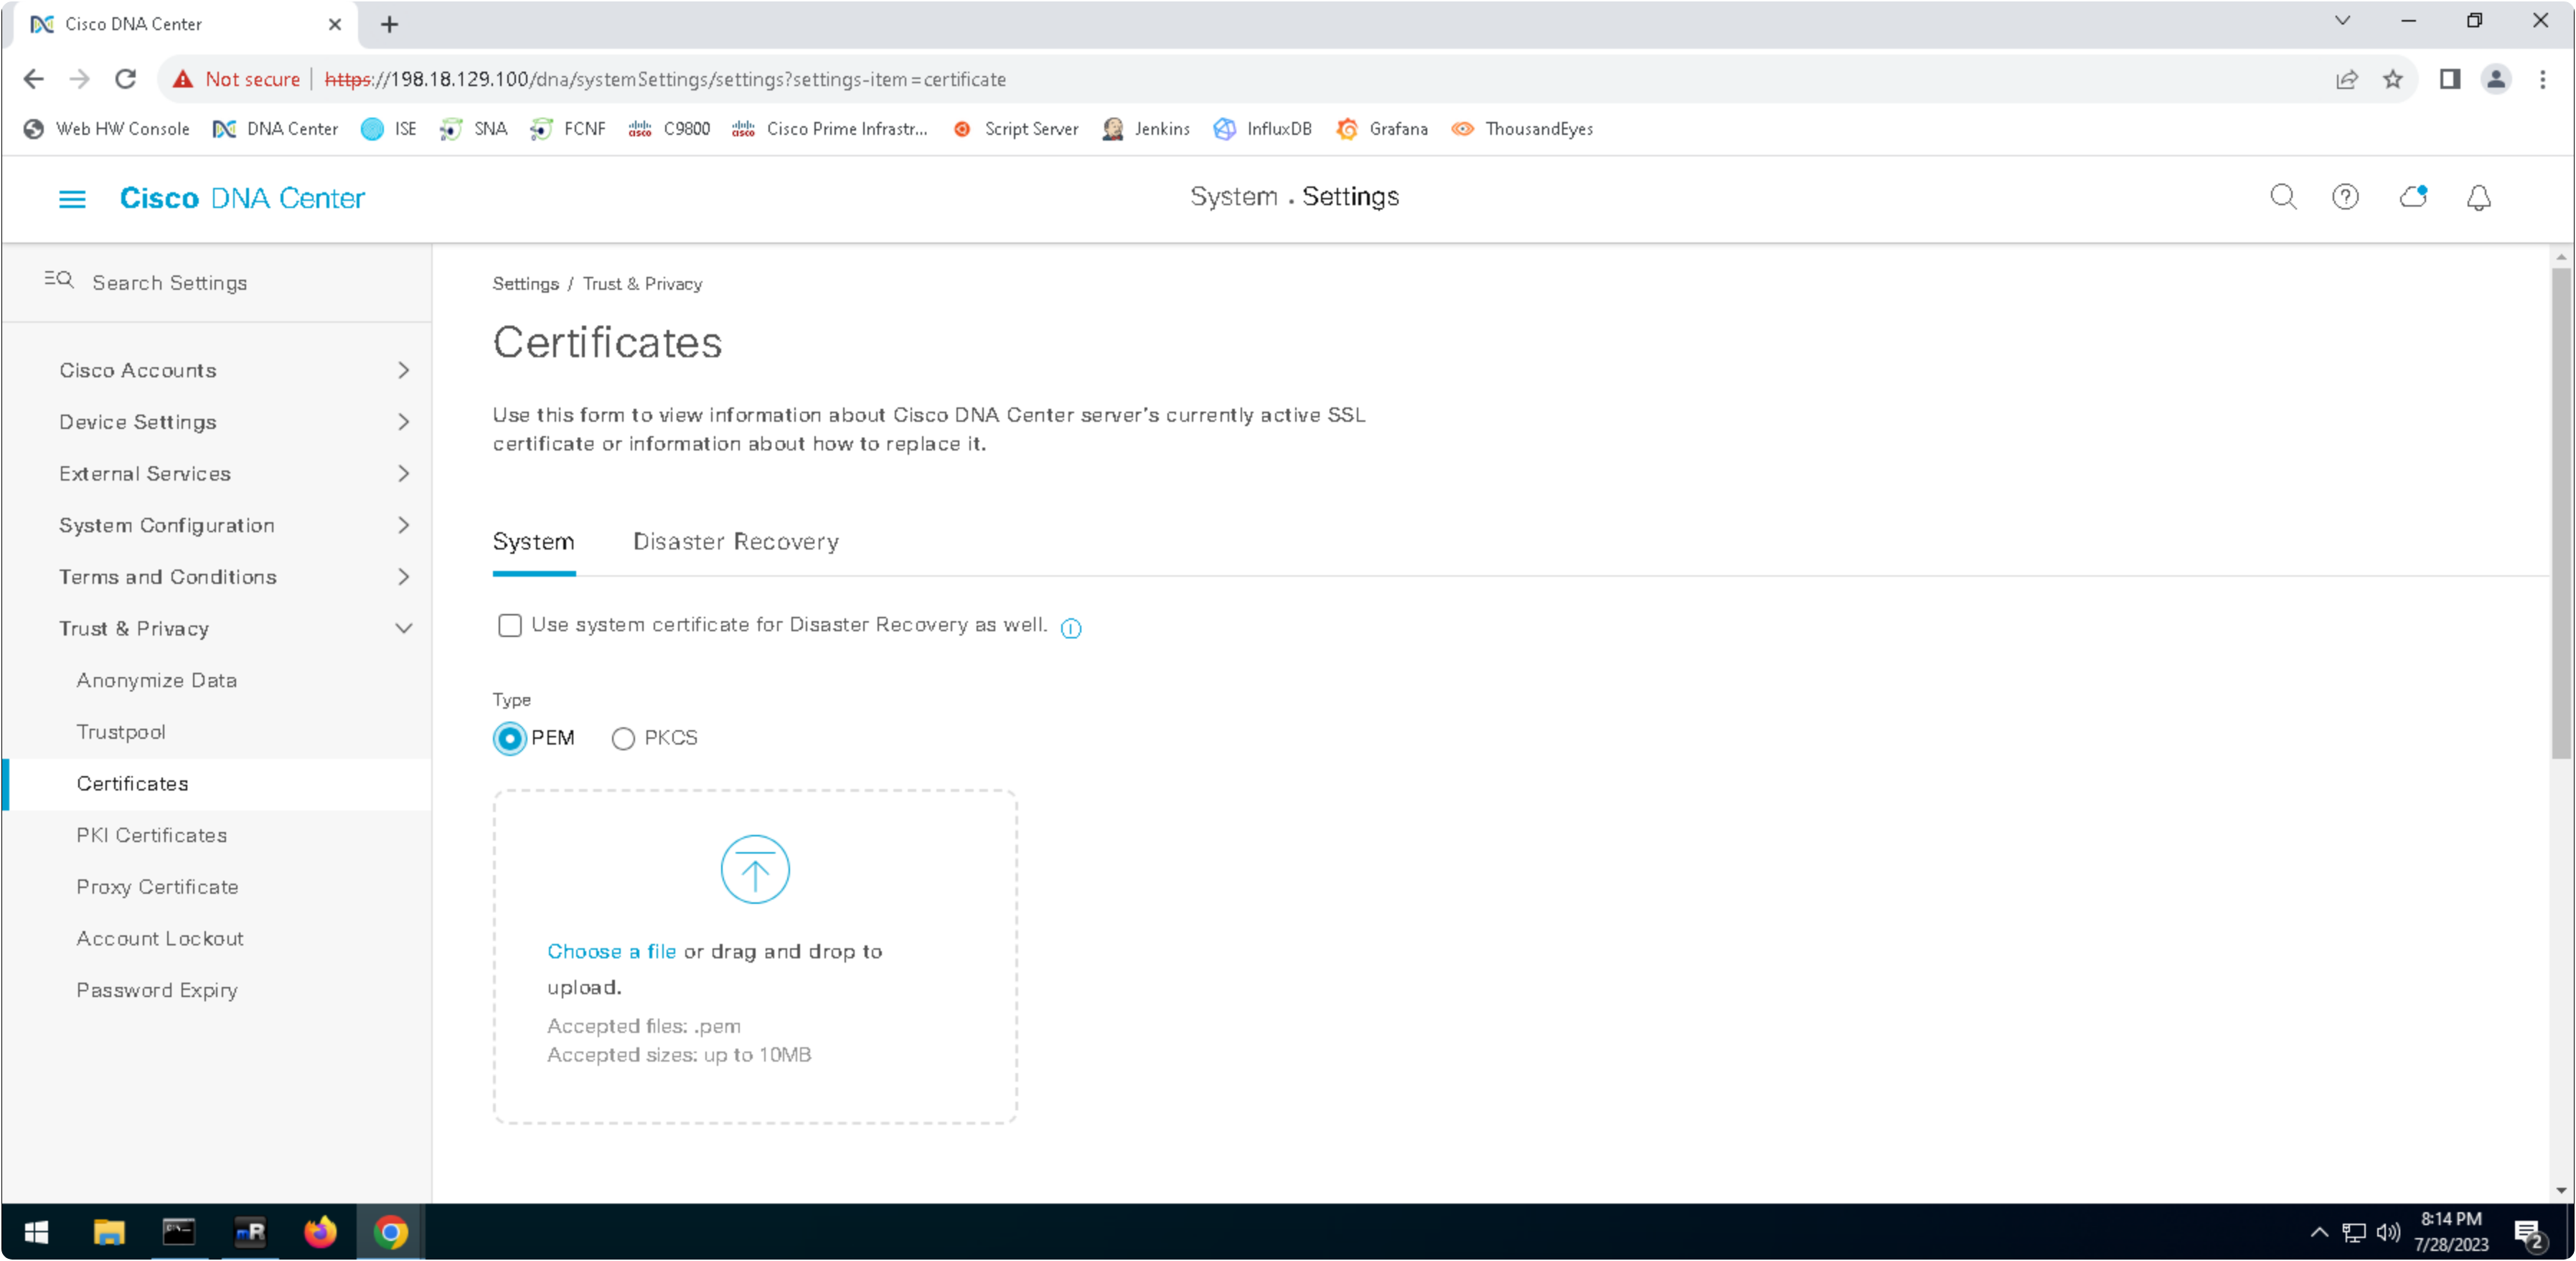 Cisco DNA Center
Not secure | https://198.18.129.100/dna/systemSettings/settings?settings-item=certificate
Web HW Console DNA Center ISE SNA FCNF C9800 Cisco Prime Infrastr... Script Server Jenkins InfluxDB Grafana ThousandEyes
Cisco DNA Center
System . Settings
Search Settings
Cisco Accounts
Device Settings
External Services
System Configuration
Terms and Conditions
Trust & Privacy
Anonymize Data
Trustpool
Certificates
PKI Certificates
Proxy Certificate
Account Lockout
Password Expiry
Settings / Trust & Privacy
Certificates
Use this form to view information about Cisco DNA Center server's currently active SSL
certificate or information about how to replace it.
System Disaster Recovery
Use system certificate for Disaster Recovery as well.
Type
PEM PKCS
Choose a file or drag and drop to
upload.
Accepted files: .pem
Accepted sizes: up to 10MB
8:14 PM
7/28/2023
2